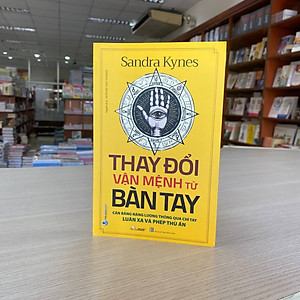 Sandra Kynes
THAY ĐỔI
VẬN MỆNH TỪ
BÀN TAY
CÂN BẰNG NĂNG LƯỢNG THÔNG QUA CHỈ TAY
LUÂN XA VÀ PHÉP THỦ ẤN